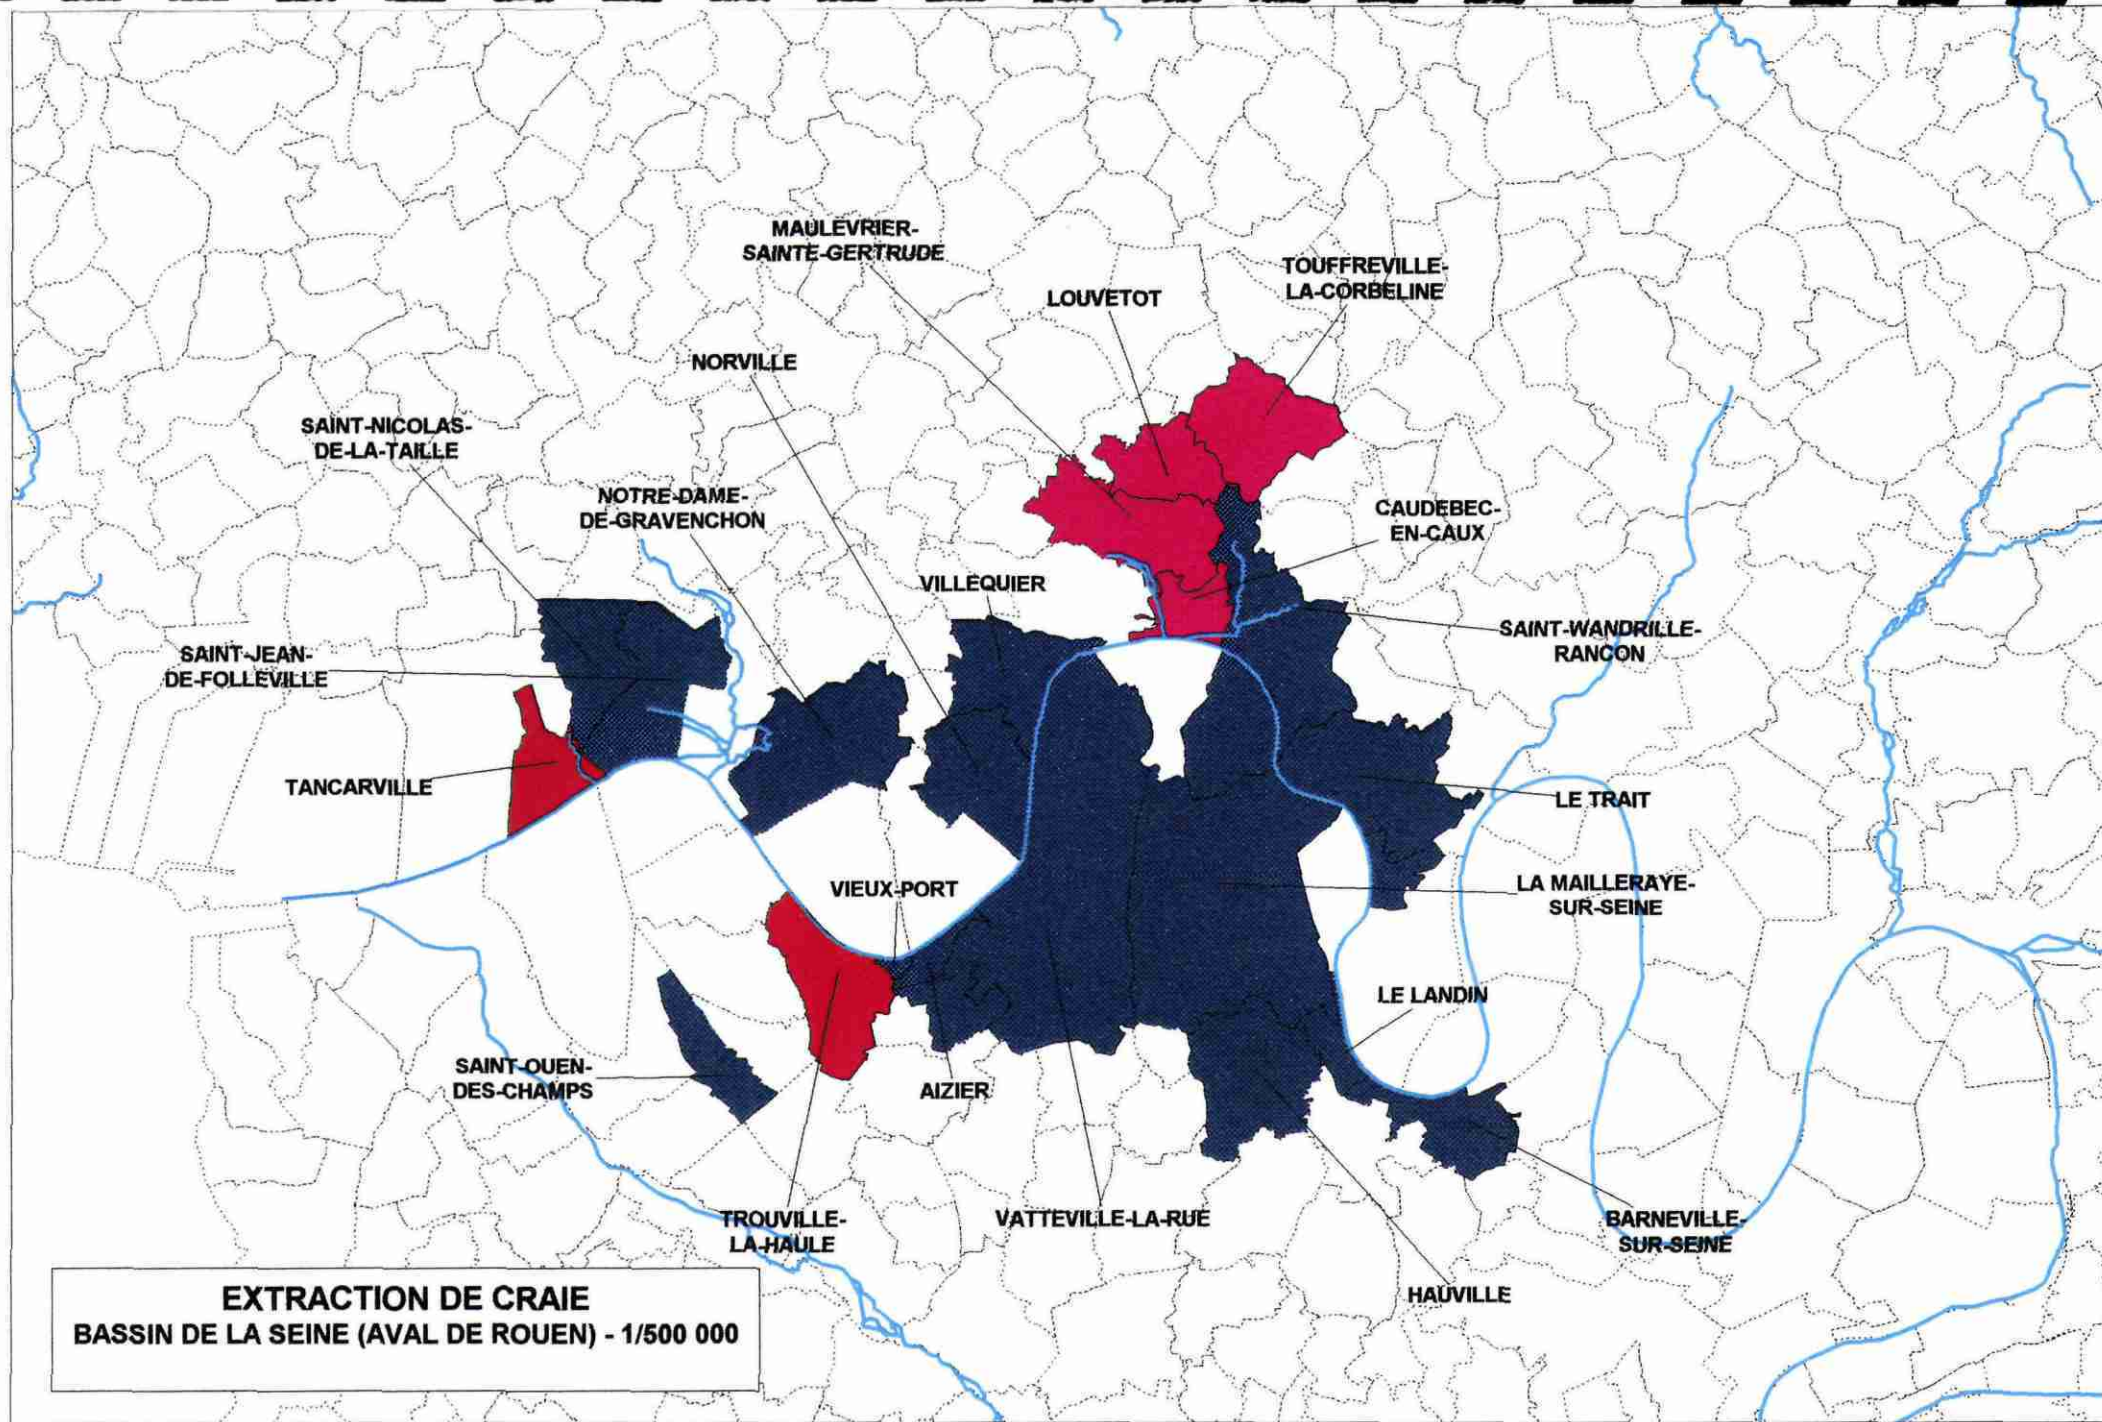 MAULEVRIER-
SAINTE-GERTRUDE
TOUFFREVILLE-
LA-CORBELINE
LOUVETOT
NORVILLE
SAINT-NICOLAS-
DE-LA-TAILLE
NOTRE-DAME-
DE-GRAVENCHON
CAUDEBEC-
EN-CAUX
VILLEQUIER
SAINT-WANDRILLE-
RANCON
SAINT-JEAN-
DE-FOLLEVILLE
TANCARVILLE
LE TRAIT
VIEUX-PORT
LA MAILLERAYE-
SUR-SEINE
LE LANDIN
SAINT-OUEN-
DES-CHAMPS
AIZIER
TROUVILLE-
LA-HAULE
VATTEVILLE-LA-RUE
BARNEVILLE-
SUR-SEINE
HAUVILLE
EXTRACTION DE CRAIE
BASSIN DE LA SEINE (AVAL DE ROUEN) - 1/500 000